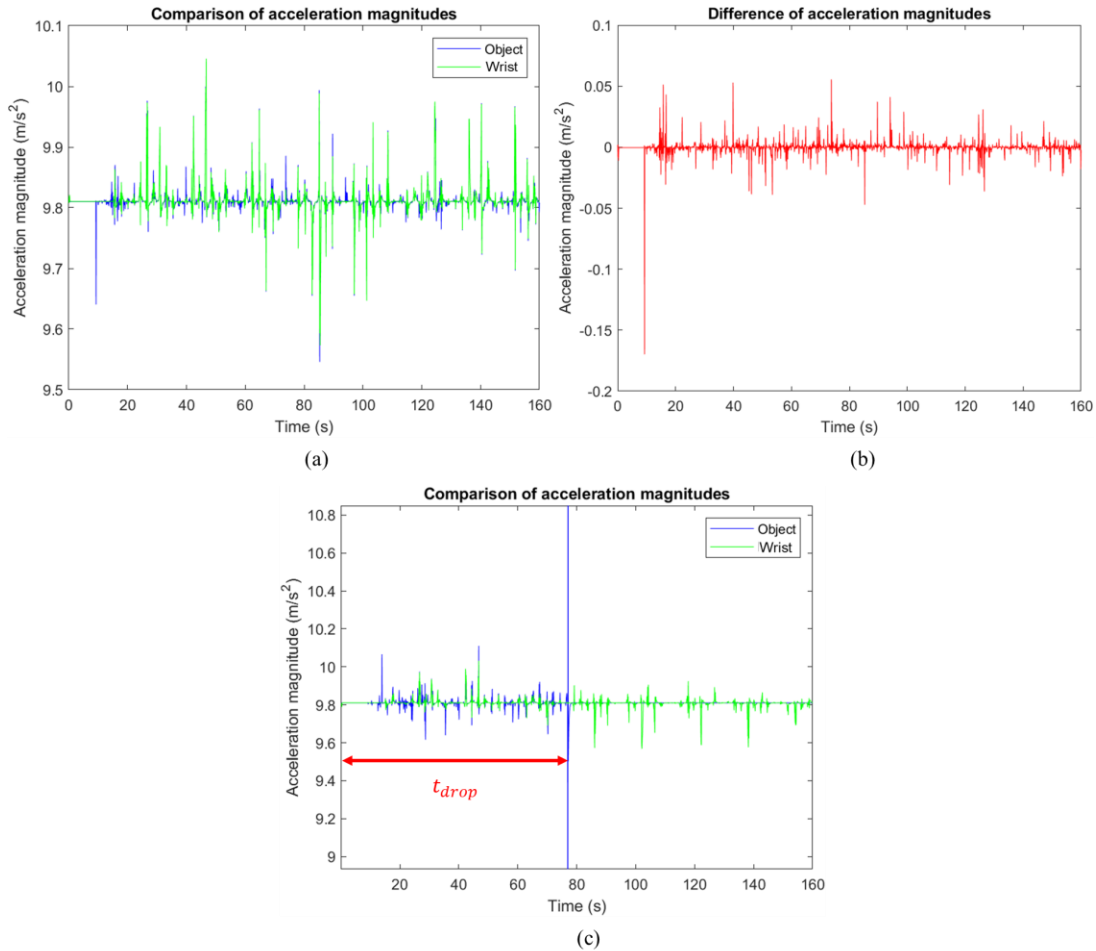 Comparison of acceleration magnitudes
10.1
10
9.9
9.8
9.7
9.6
9.5
Acceleration magnitude (m/s²)
Object
Wrist
0 20 40 60 80 100 120 140 160
Time (s)
(a)
Difference of acceleration magnitudes
0.1
0.05
0
-0.05
-0.1
-0.15
-0.2
Acceleration magnitude (m/s²)
0 20 40 60 80 100 120 140 160
Time (s)
(b)
Comparison of acceleration magnitudes
10.8
10.6
10.4
10.2
10
9.8
9.6
9.4
9.2
9
Acceleration magnitude (m/s²)
Object
Wrist
t_drop
20 40 60 80 100 120 140 160
Time (s)
(c)